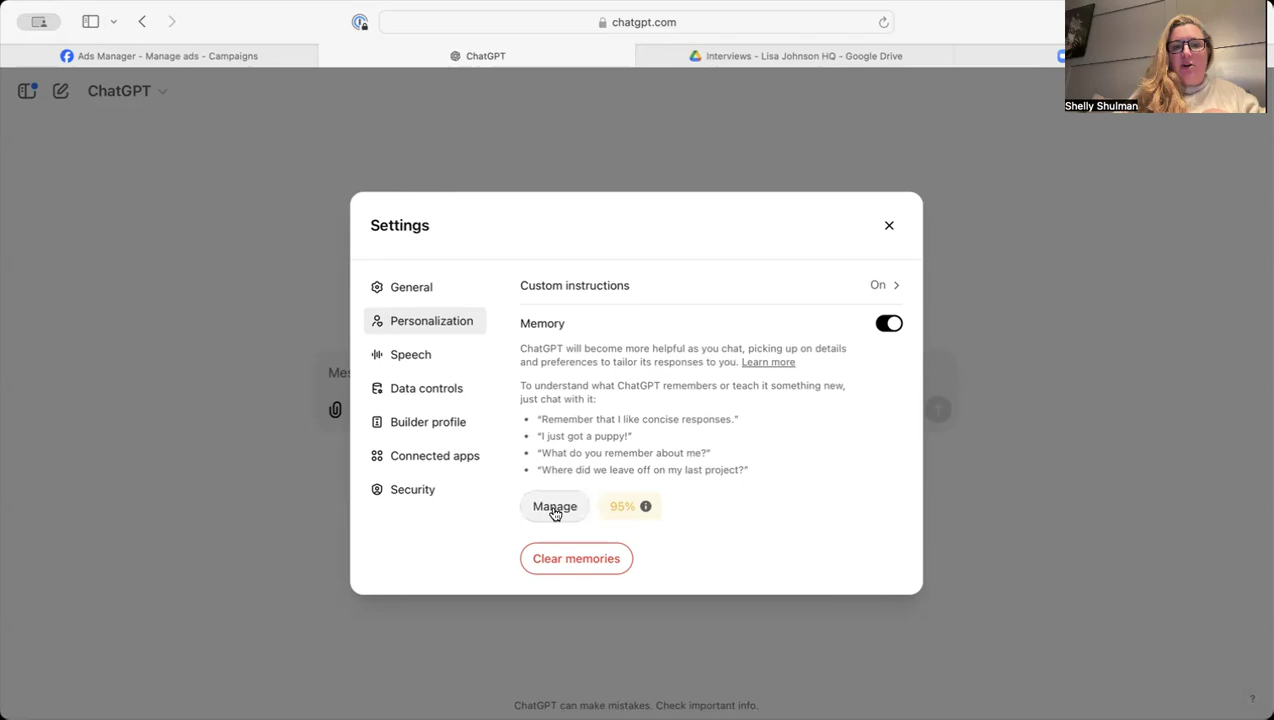 chatgpt.com
Ads Manager - Manage ads - Campaigns
ChatGPT
Interviews - Lisa Johnson HQ - Google Drive
Shelly Shulman
ChatGPT
Settings
General
Personalization
Speech
Data controls
Builder profile
Connected apps
Security
Custom instructions
On
Memory
ChatGPT will become more helpful as you chat, picking up on details
and preferences to tailor its responses to you. Learn more
To understand what ChatGPT remembers or teach it something new,
just chat with it:
• “Remember that I like concise responses.”
• “I just got a puppy!”
• “What do you remember about me?”
• “Where did we leave off on my last project?”
Manage
95%
Clear memories
Mes
ChatGPT can make mistakes. Check important info.
?